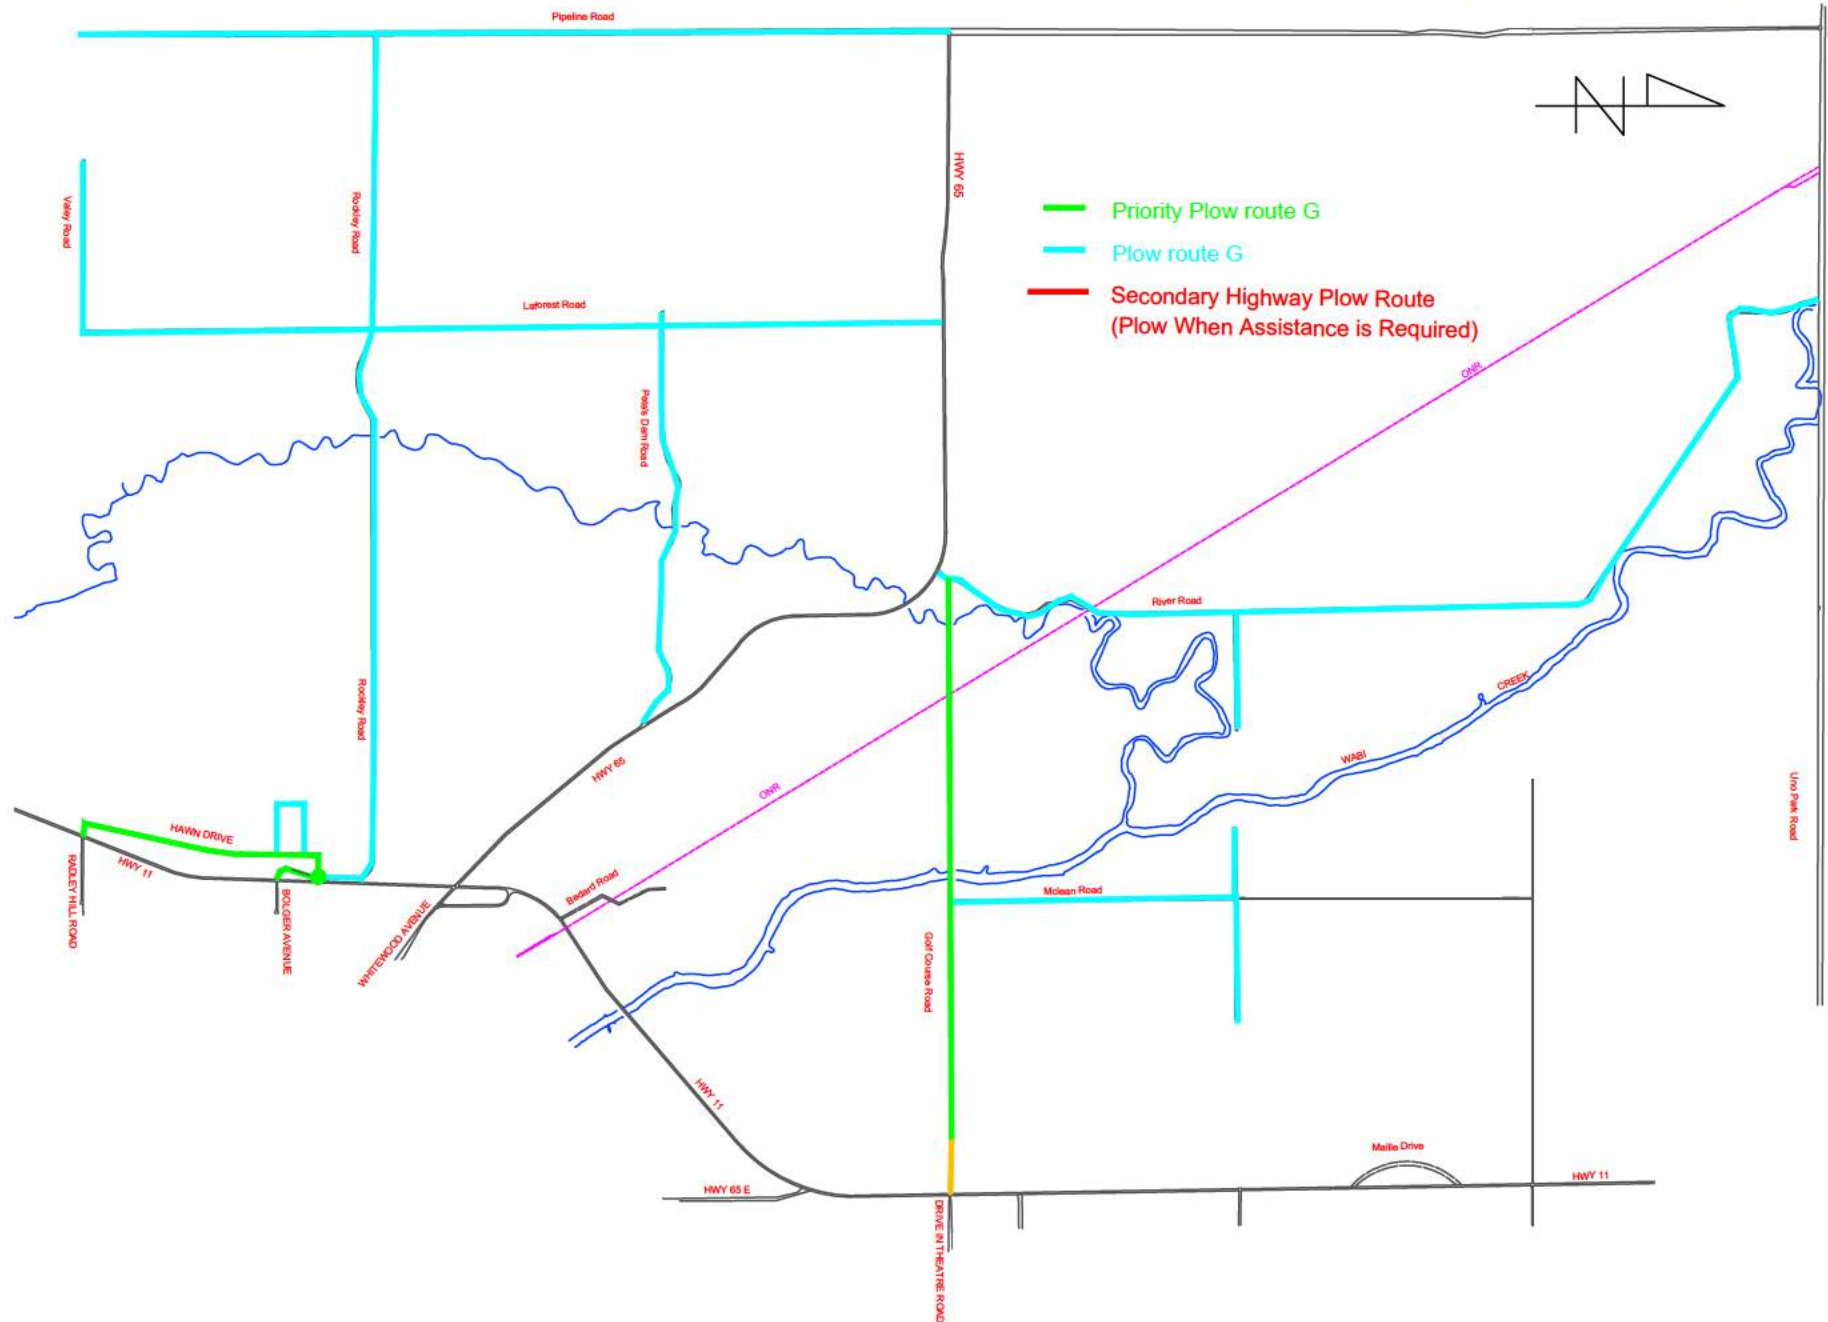 Pipeline Road
HWY 65
Valley Road
Rockley Road
Priority Plow route G
Plow route G
Secondary Highway Plow Route
(Plow When Assistance is Required)
N
Laforest Road
Pete's Dam Road
ONR
River Road
Rockley Road
CREEK
WABI
HWY 65
ONR
Uno Park Road
HAWN DRIVE
HWY 11
RADLEY HILL ROAD
BOLGER AVENUE
WHITEWOOD AVENUE
Bedard Road
Mclean Road
Golf Course Road
HWY 11
Maille Drive
HWY 11
HWY 65 E
DRIVE IN THEATRE ROAD